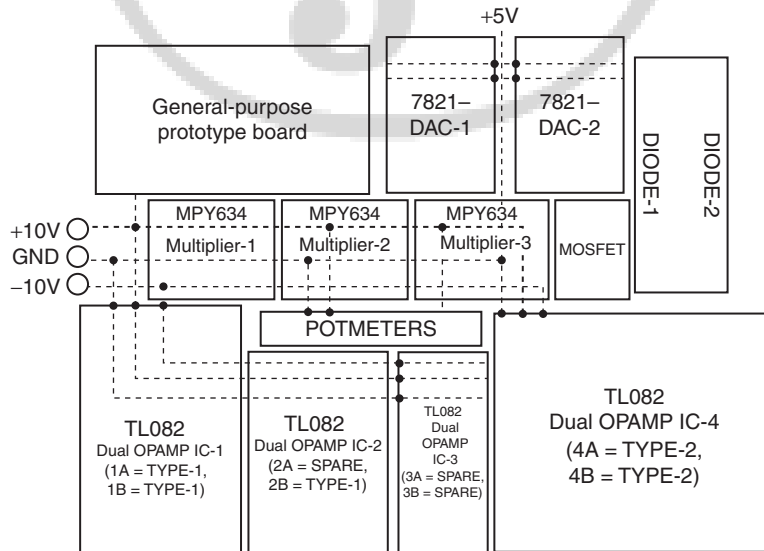 +5V
General-purpose
prototype board
7821–
DAC-1
7821–
DAC-2
DIODE-1
DIODE-2
+10V
GND
−10V
MPY634
Multiplier-1
MPY634
Multiplier-2
MPY634
Multiplier-3
MOSFET
POTMETERS
TL082
Dual OPAMP IC-1
(1A = TYPE-1,
1B = TYPE-1)
TL082
Dual OPAMP IC-2
(2A = SPARE,
2B = TYPE-1)
TL082
Dual
OPAMP
IC-3
(3A = SPARE,
3B = SPARE)
TL082
Dual OPAMP IC-4
(4A = TYPE-2,
4B = TYPE-2)